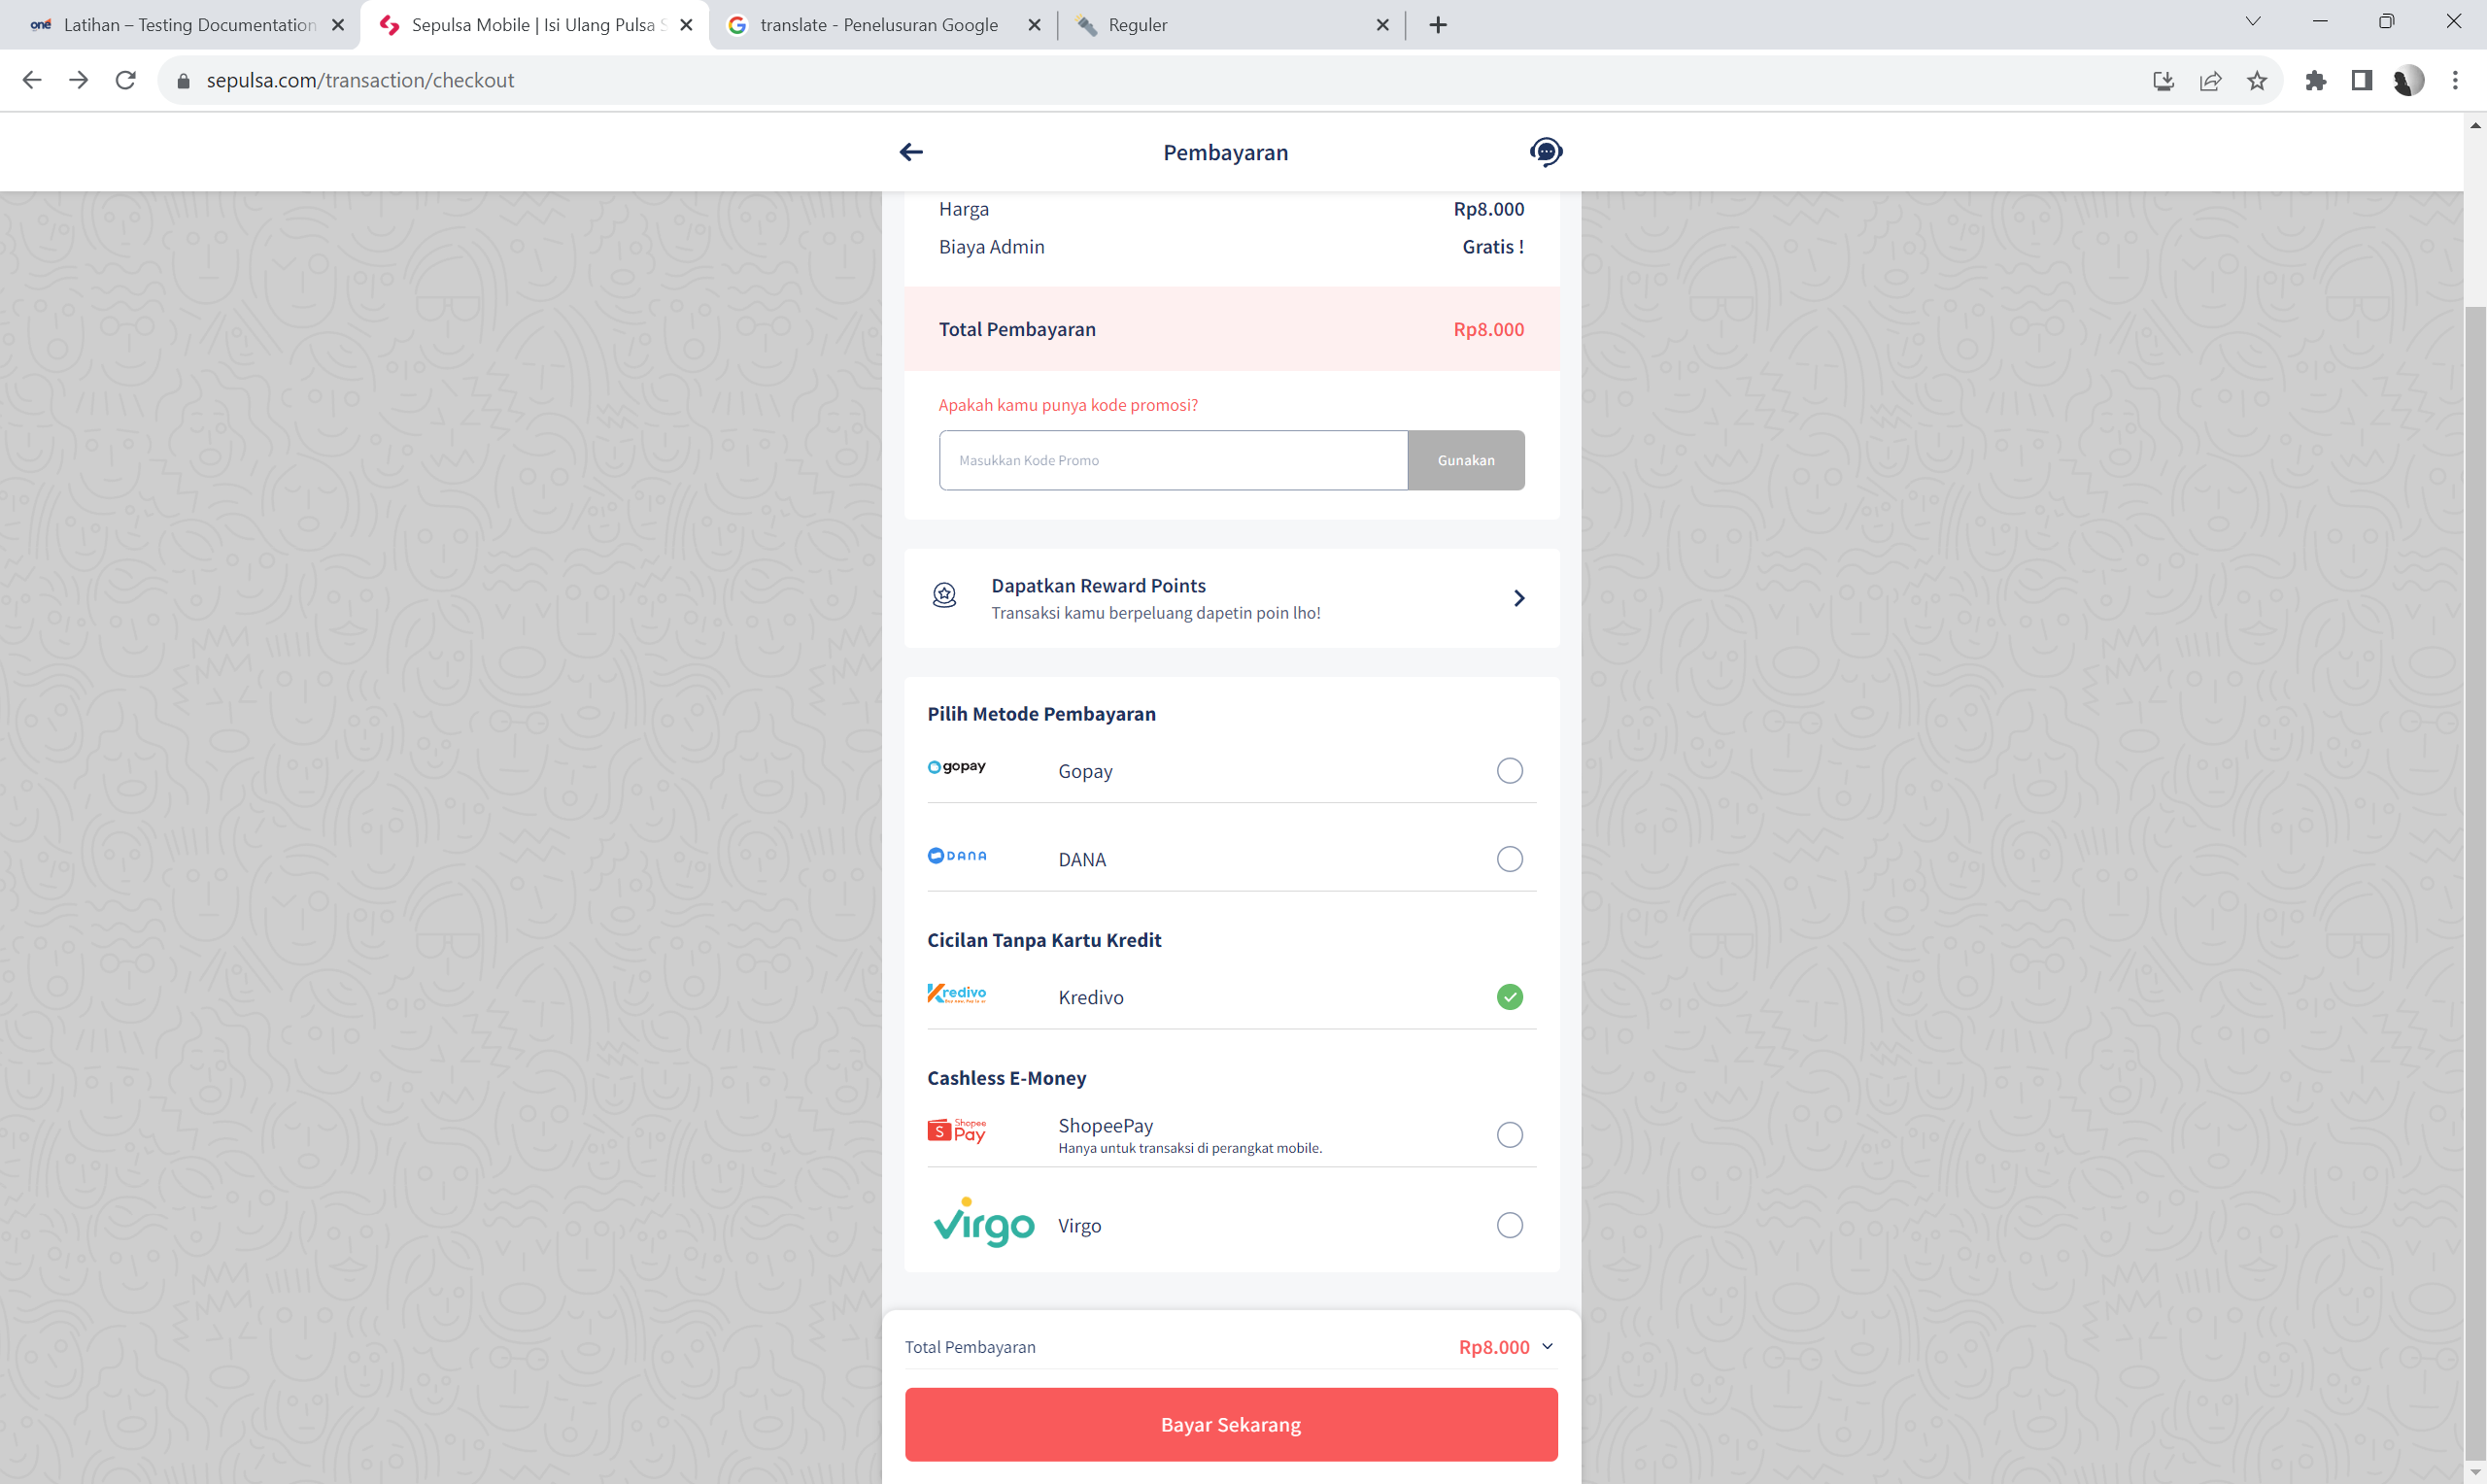 one Latihan – Testing Documentation
Sepulsa Mobile | Isi Ulang Pulsa S
translate - Penelusuran Google
Reguler
sepulsa.com/transaction/checkout
Pembayaran
Harga Rp8.000
Biaya Admin Gratis !
Total Pembayaran Rp8.000
Apakah kamu punya kode promosi?
Masukkan Kode Promo Gunakan
Dapatkan Reward Points
Transaksi kamu berpeluang dapetin poin lho!
Pilih Metode Pembayaran
gopay Gopay
DANA DANA
Cicilan Tanpa Kartu Kredit
Kredivo Kredivo
Cashless E-Money
S Shopee Pay ShopeePay
Hanya untuk transaksi di perangkat mobile.
virgo Virgo
Total Pembayaran Rp8.000
Bayar Sekarang